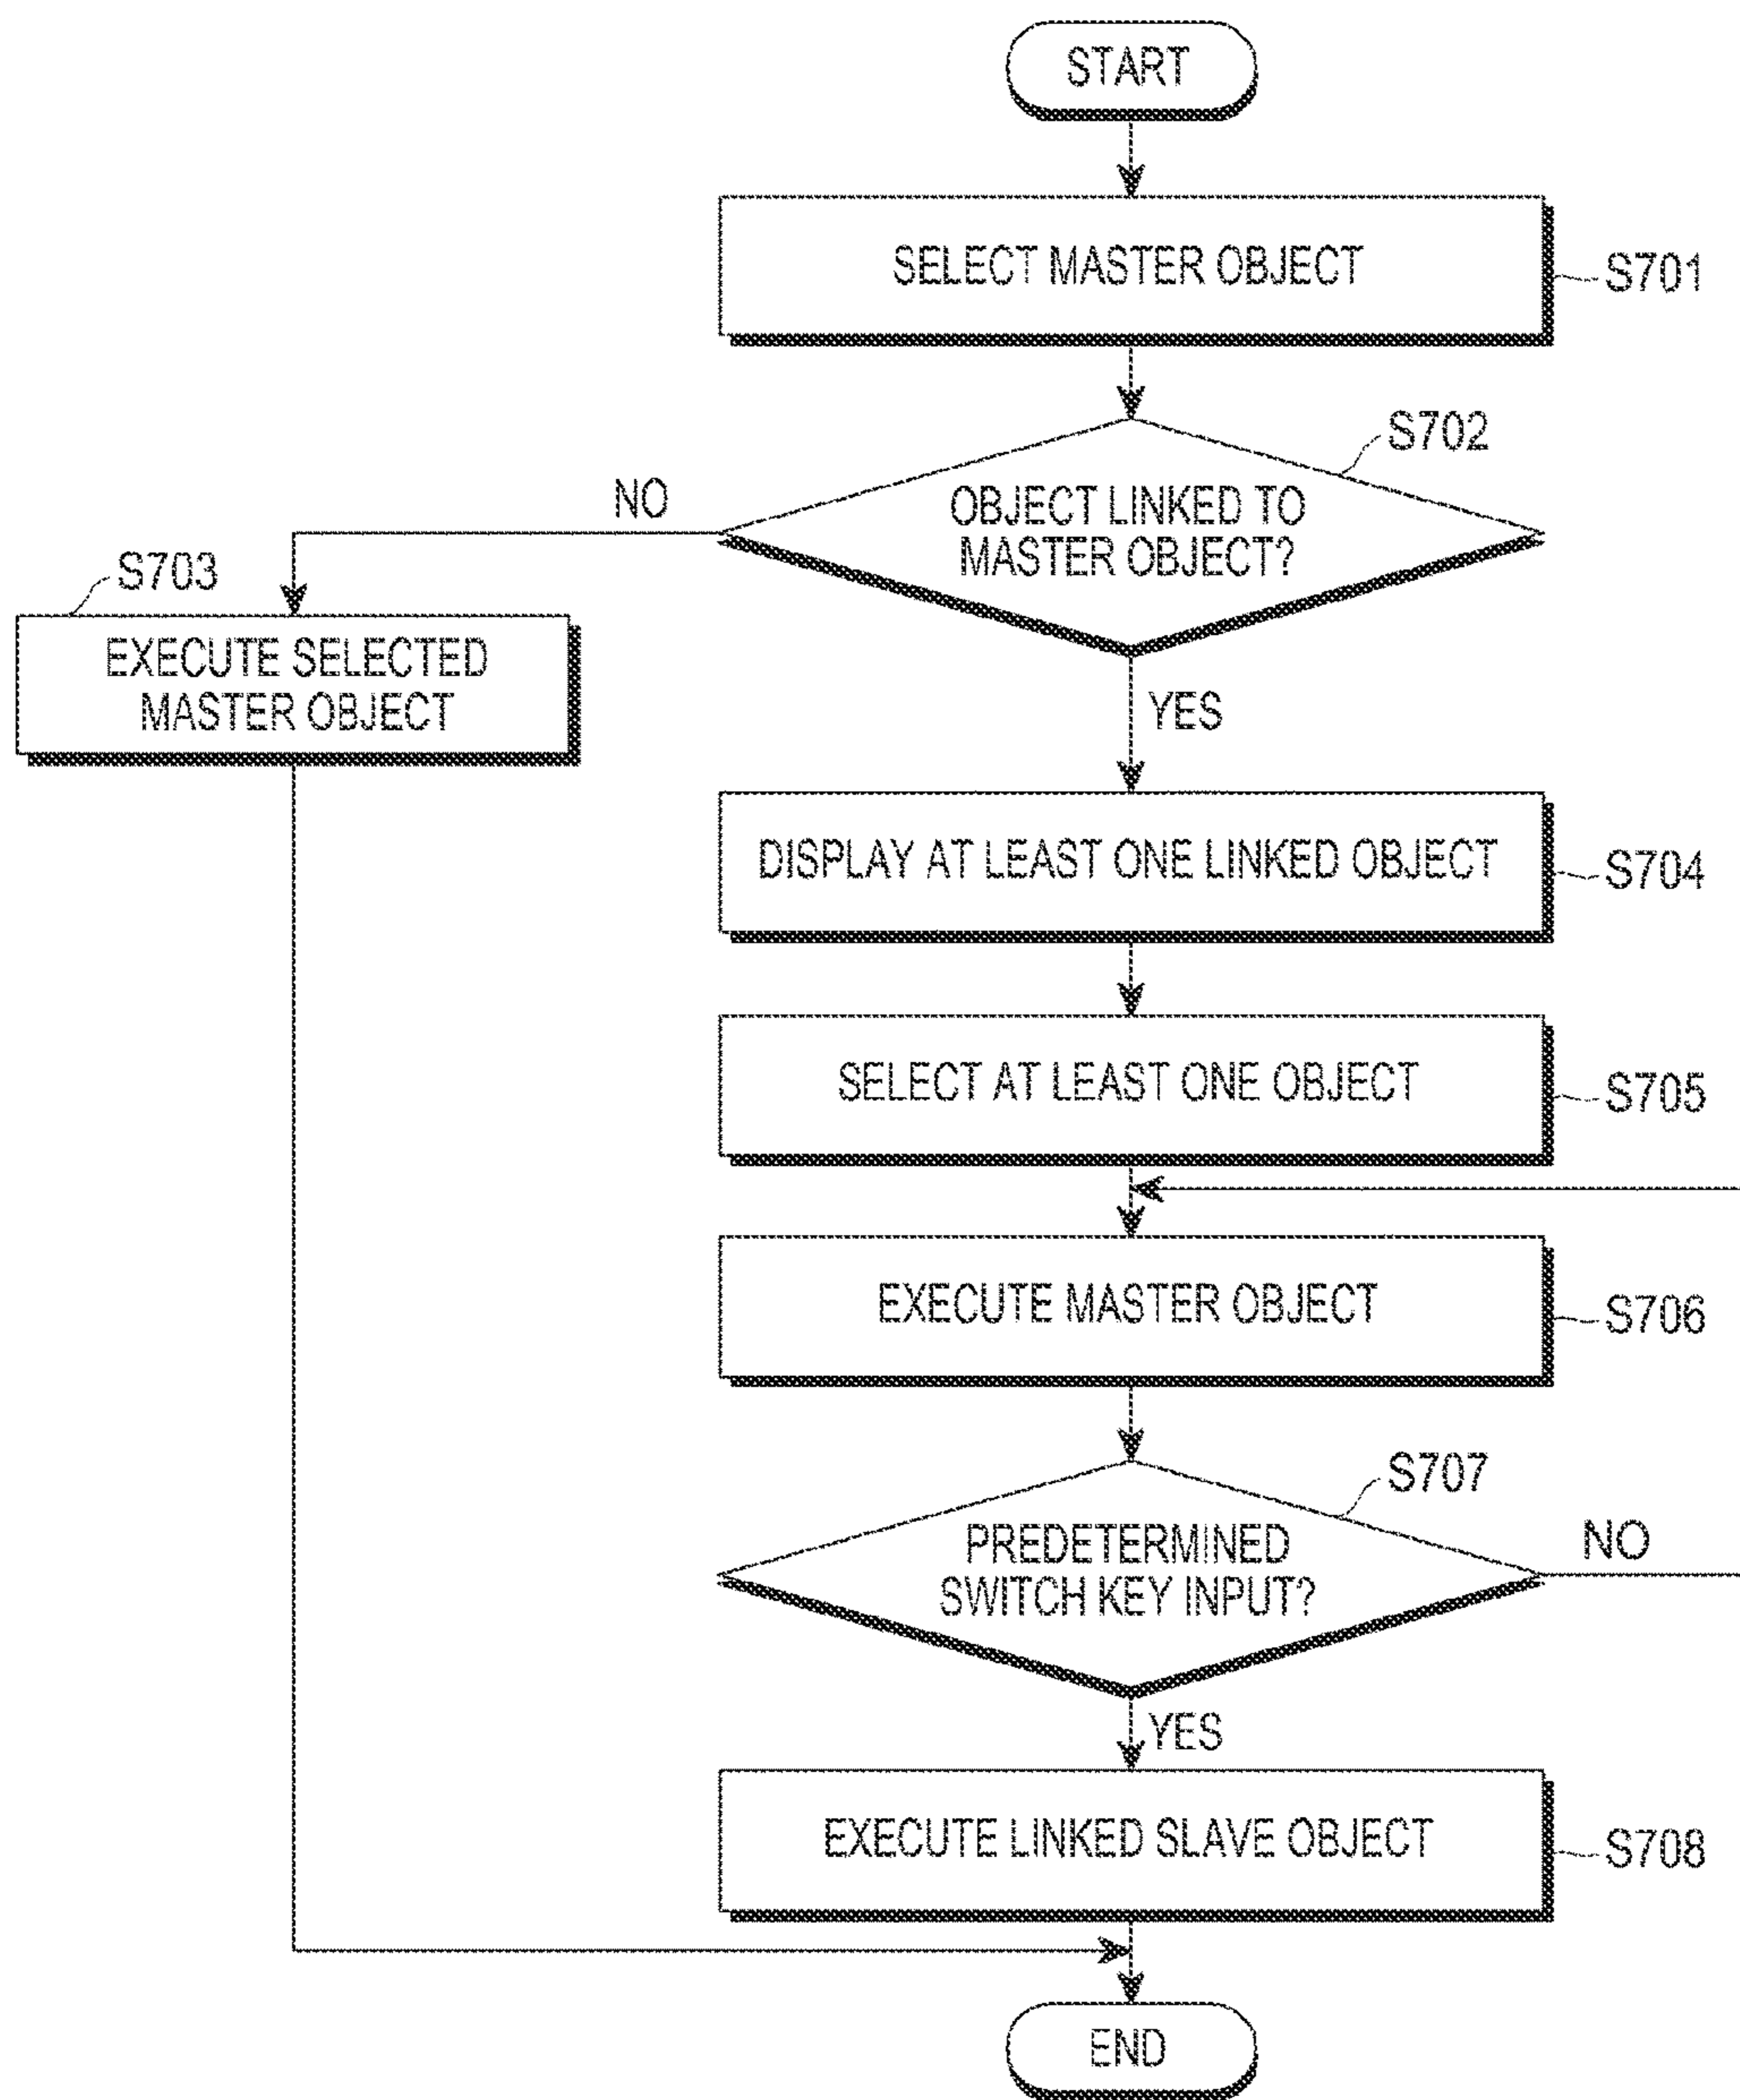 START
SELECT MASTER OBJECT
S701
S702
OBJECT LINKED TO
MASTER OBJECT?
NO
S703
EXECUTE SELECTED
MASTER OBJECT
YES
DISPLAY AT LEAST ONE LINKED OBJECT
S704
SELECT AT LEAST ONE OBJECT
S705
EXECUTE MASTER OBJECT
S706
S707
PREDETERMINED
SWITCH KEY INPUT?
NO
YES
EXECUTE LINKED SLAVE OBJECT
S708
END